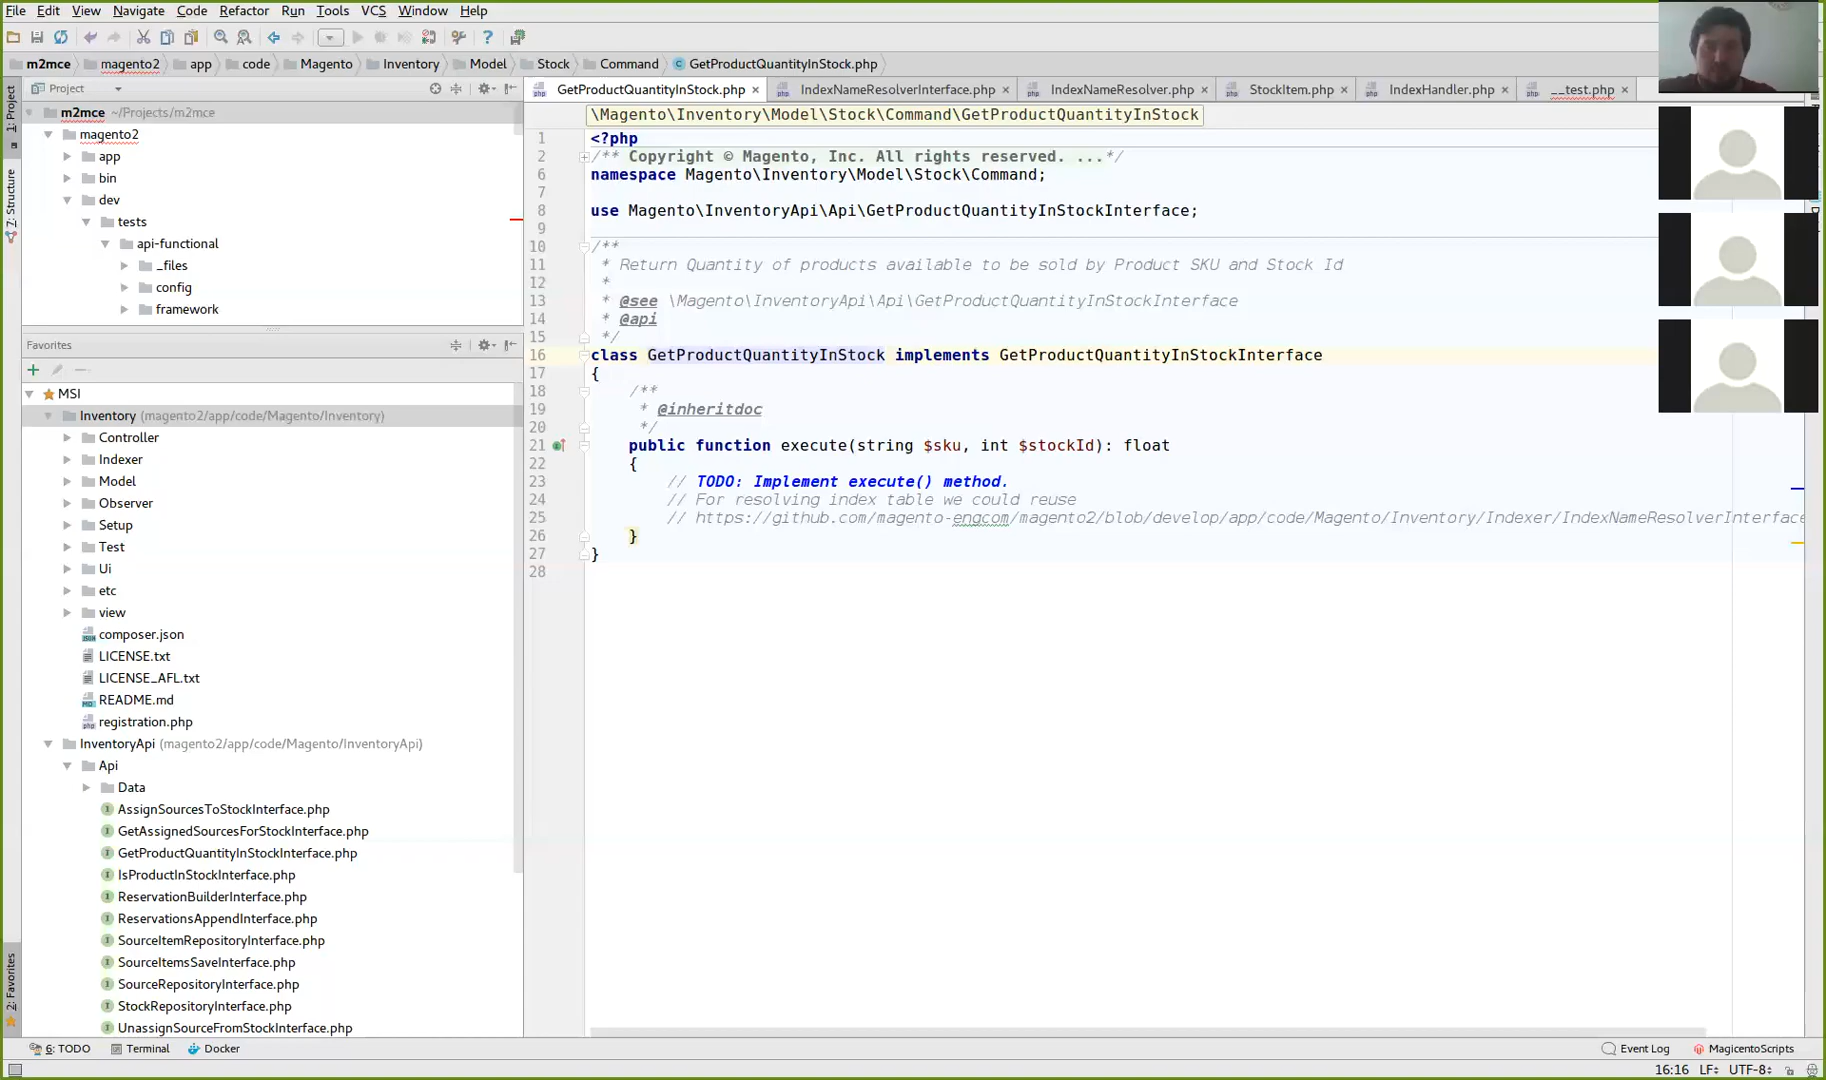 File Edit View Navigate Code Refactor Run Tools VCS Window Help
m2mce magento2 app code Magento Inventory Model Stock Command GetProductQuantityInStock.php
Project
GetProductQuantityInStock.php IndexNameResolverInterface.php IndexNameResolver.php StockItem.php IndexHandler.php __test.php
1: Project
7: Structure
2: Favorites
m2mce ~/Projects/m2mce
magento2
app
bin
dev
tests
api-functional
_files
config
framework
Favorites
MSI
Inventory (magento2/app/code/Magento/Inventory)
Controller
Indexer
Model
Observer
Setup
Test
Ui
etc
view
composer.json
LICENSE.txt
LICENSE_AFL.txt
README.md
registration.php
InventoryApi (magento2/app/code/Magento/InventoryApi)
Api
Data
AssignSourcesToStockInterface.php
GetAssignedSourcesForStockInterface.php
GetProductQuantityInStockInterface.php
IsProductInStockInterface.php
ReservationBuilderInterface.php
ReservationsAppendInterface.php
SourceItemRepositoryInterface.php
SourceItemsSaveInterface.php
SourceRepositoryInterface.php
StockRepositoryInterface.php
UnassignSourceFromStockInterface.php
\Magento\Inventory\Model\Stock\Command\GetProductQuantityInStock
1 <?php
2 /** Copyright © Magento, Inc. All rights reserved. ...*/
6 namespace Magento\Inventory\Model\Stock\Command;
7
8 use Magento\InventoryApi\Api\GetProductQuantityInStockInterface;
9
10 /**
11 * Return Quantity of products available to be sold by Product SKU and Stock Id
12 *
13 * @see \Magento\InventoryApi\Api\GetProductQuantityInStockInterface
14 * @api
15 */
16 class GetProductQuantityInStock implements GetProductQuantityInStockInterface
17 {
18 /**
19 * @inheritdoc
20 */
21 public function execute(string $sku, int $stockId): float
22 {
23 // TODO: Implement execute() method.
24 // For resolving index table we could reuse
25 // https://github.com/magento-engcom/magento2/blob/develop/app/code/Magento/Inventory/Indexer/IndexNameResolverInterface
26 }
27 }
28
6: TODO Terminal Docker Event Log MagicentoScripts
16:16 LF UTF-8